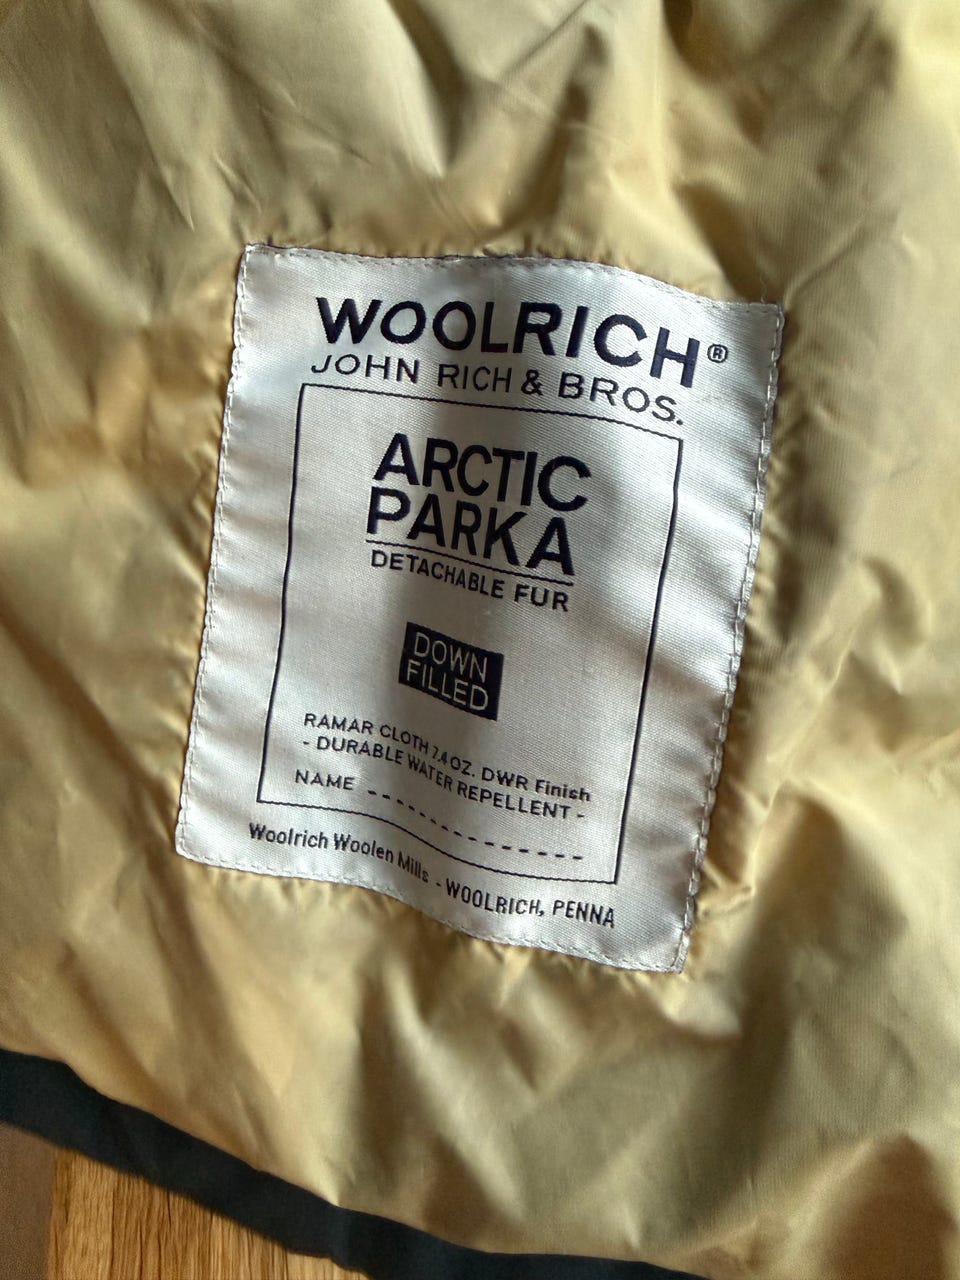 WOOLRICH®
JOHN RICH & BROS.
ARCTIC
PARKA
DETACHABLE FUR
DOWN
FILLED
RAMAR CLOTH 7.4 OZ. DWR Finish
- DURABLE WATER REPELLENT -
NAME ---------------
Woolrich Woolen Mills - WOOLRICH, PENNA